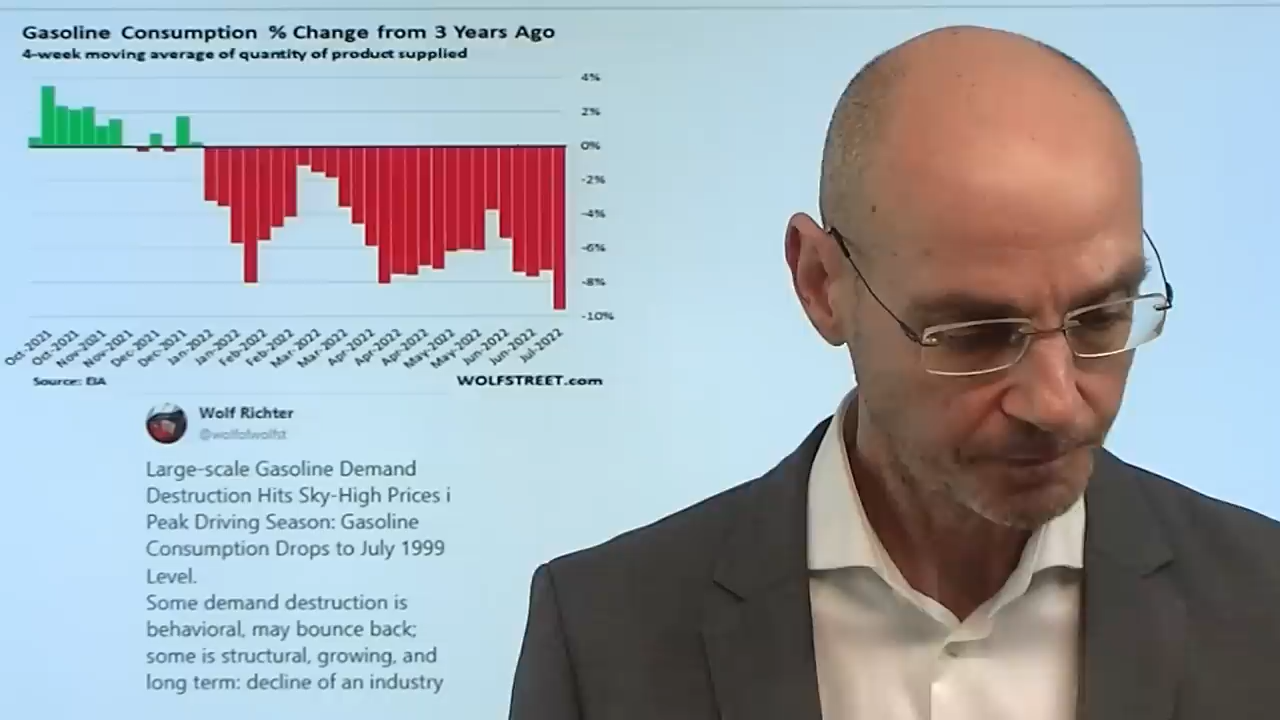 Gasoline Consumption % Change from 3 Years Ago
4-week moving average of quantity of product supplied
4%
2%
0%
-2%
-4%
-6%
-8%
-10%
Oct-2021
Oct-2021
Nov-2021
Nov-2021
Dec-2021
Dec-2021
Jan-2022
Jan-2022
Feb-2022
Feb-2022
Mar-2022
Mar-2022
Apr-2022
Apr-2022
Apr-2022
May-2022
May-2022
Jun-2022
Jun-2022
Jul-2022
Source: EIA
WOLFSTREET.com
Wolf Richter
Large-scale Gasoline Demand
Destruction Hits Sky-High Prices i
Peak Driving Season: Gasoline
Consumption Drops to July 1999
Level.
Some demand destruction is
behavioral, may bounce back;
some is structural, growing, and
long term: decline of an industry